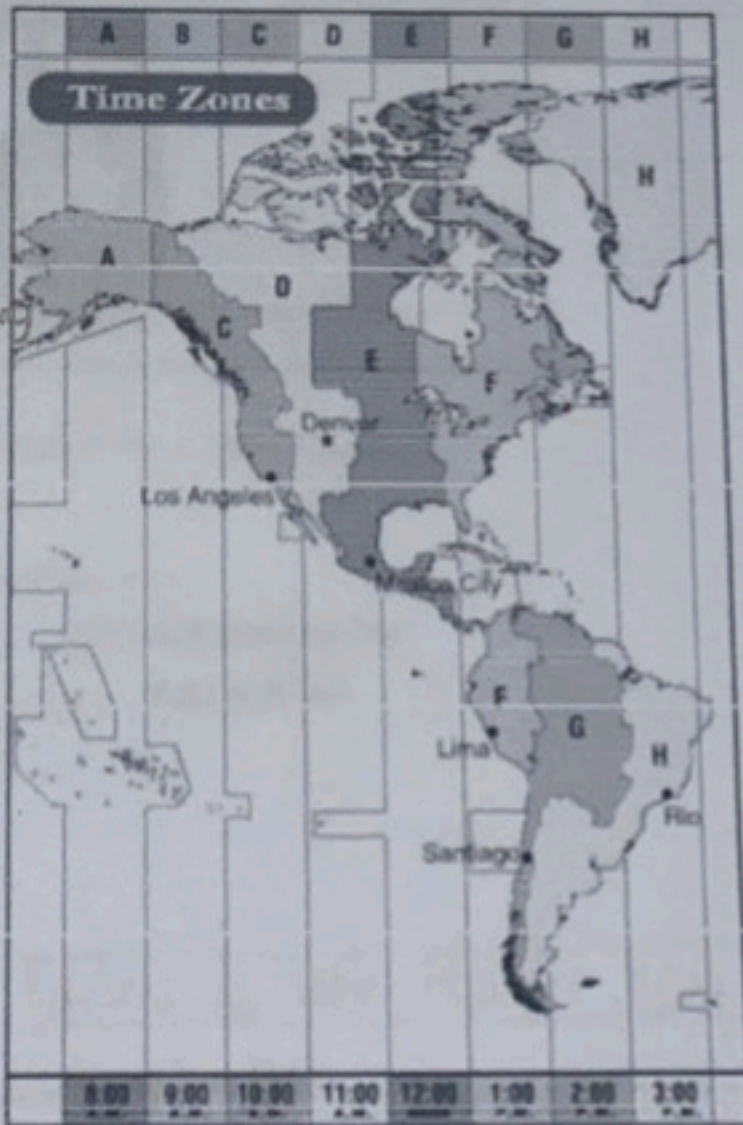 A B C D E F G H
Time Zones
H
A
D
C
E
F
Denver
Los Angeles
Mexico City
F
G
Lima
H
Rio
Santiago
8:00 9:00 10:00 11:00 12:00 1:00 2:00 3:00
A.M. A.M. A.M. A.M. NOON P.M. P.M. P.M.